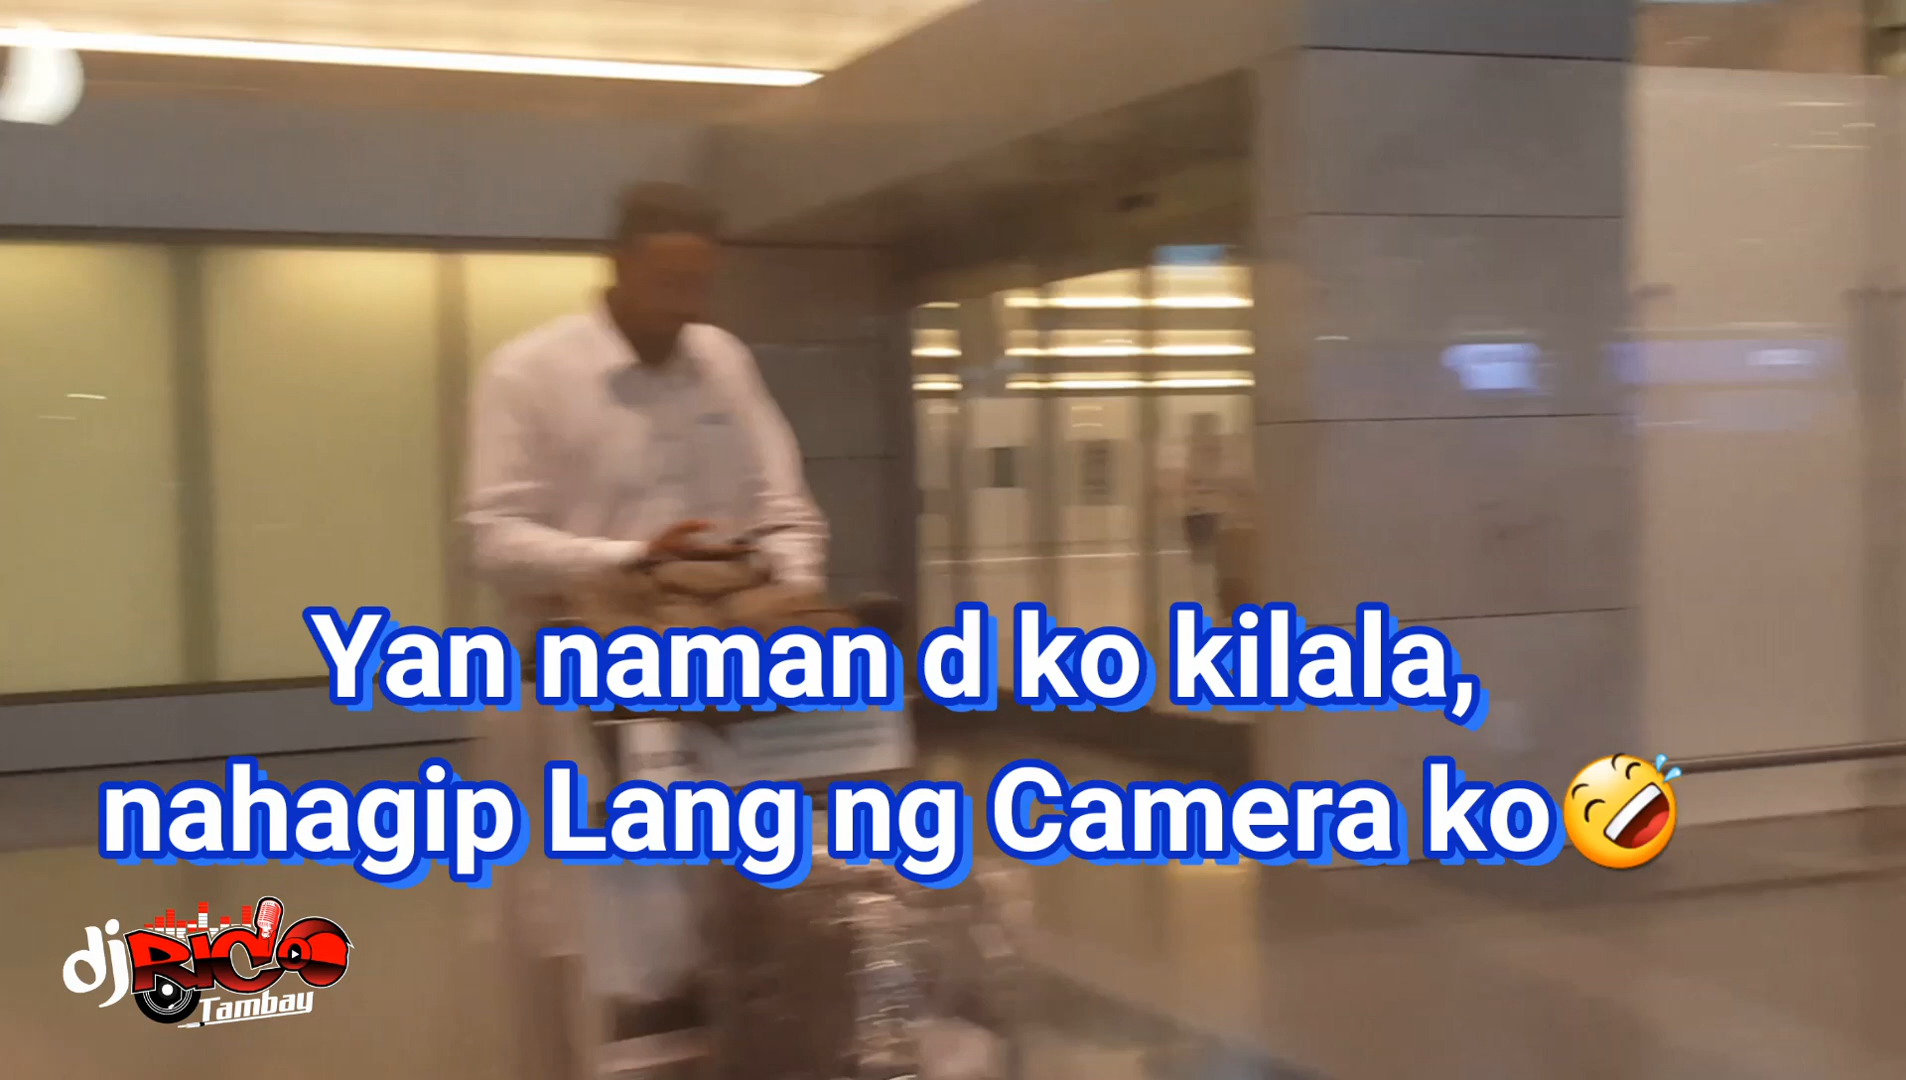 Yan naman d ko kilala,
nahagip Lang ng Camera ko🤣
dj RICO
Tambay